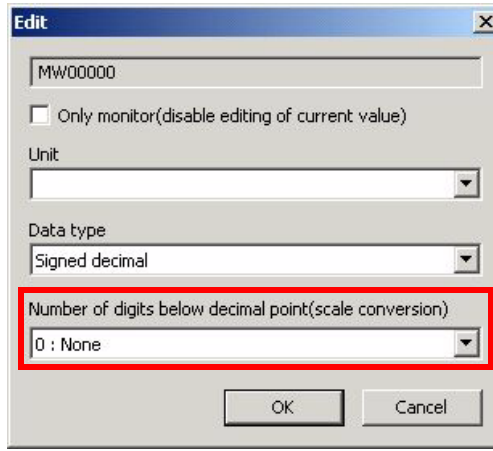 Edit
MW00000
Only monitor(disable editing of current value)
Unit
Data type
Signed decimal
Number of digits below decimal point(scale conversion)
0 : None
OK Cancel